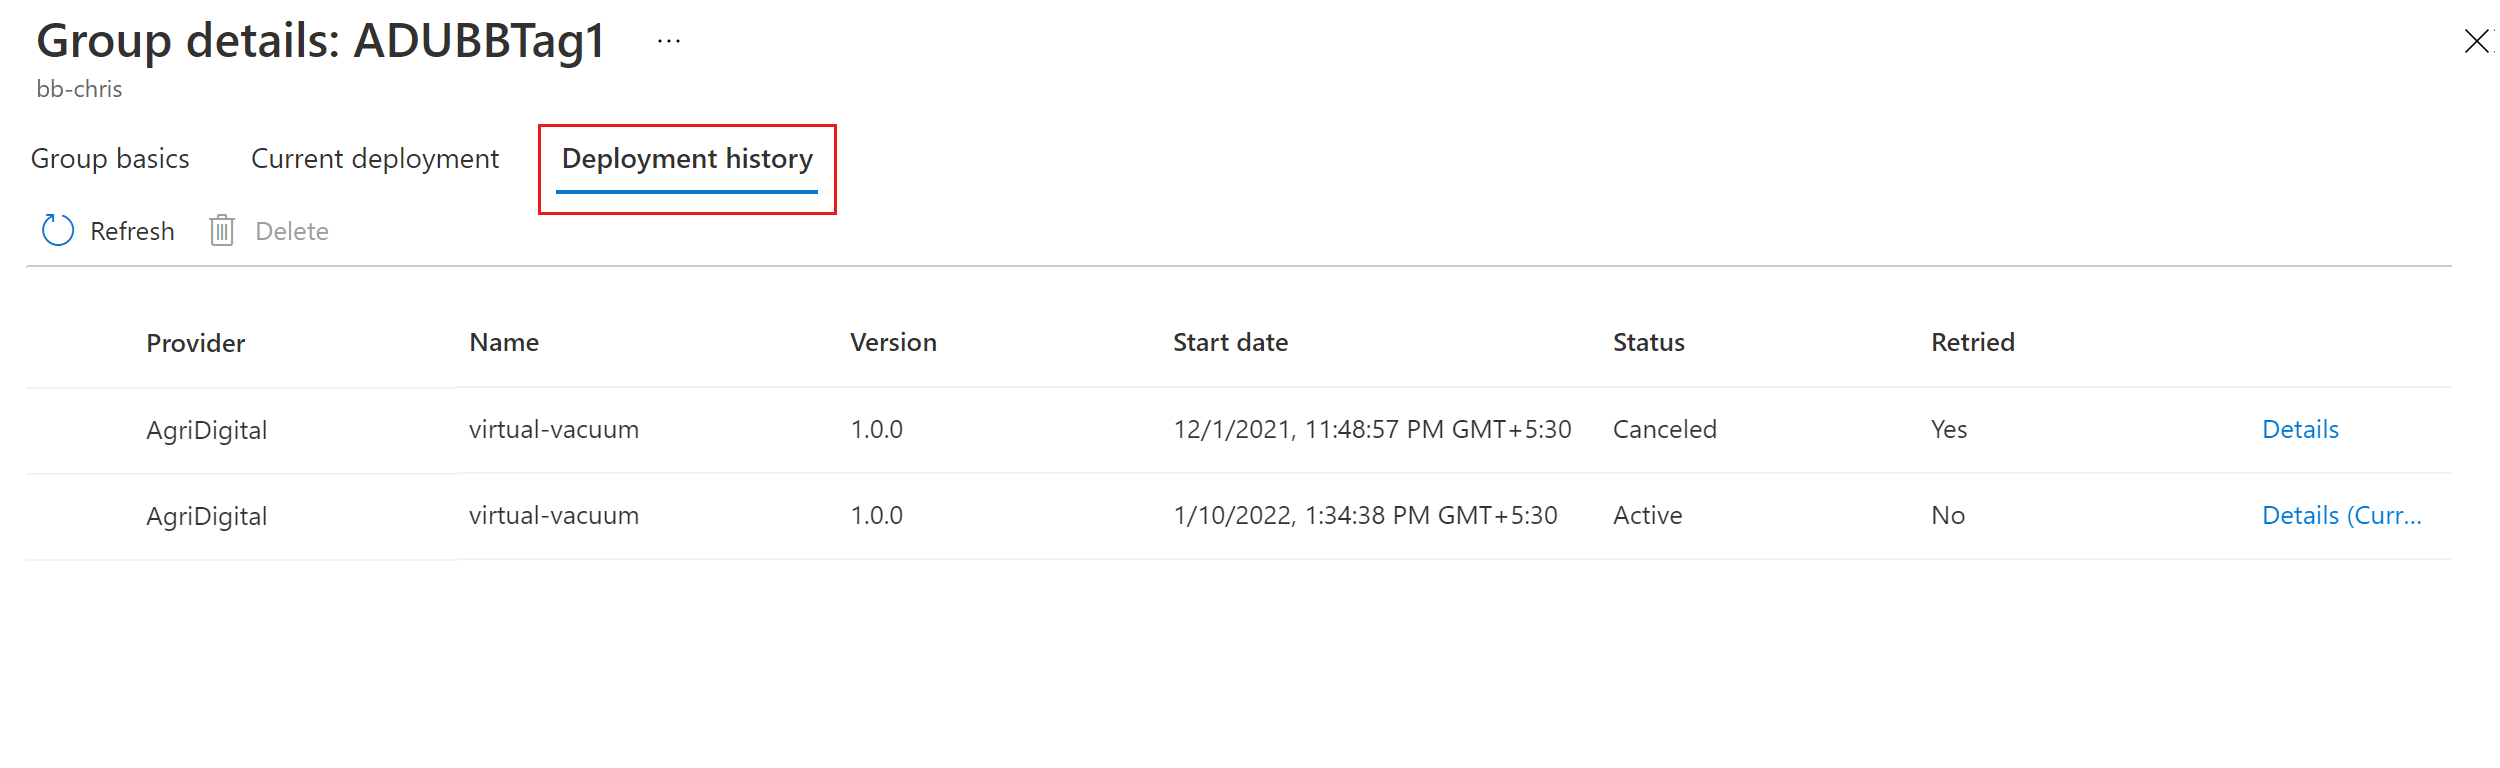 Group details: ADUBBTag1 ...
bb-chris
Group basics Current deployment Deployment history
Refresh Delete
Provider Name Version Start date Status Retried
AgriDigital virtual-vacuum 1.0.0 12/1/2021, 11:48:57 PM GMT+5:30 Canceled Yes Details
AgriDigital virtual-vacuum 1.0.0 1/10/2022, 1:34:38 PM GMT+5:30 Active No Details (Curr...